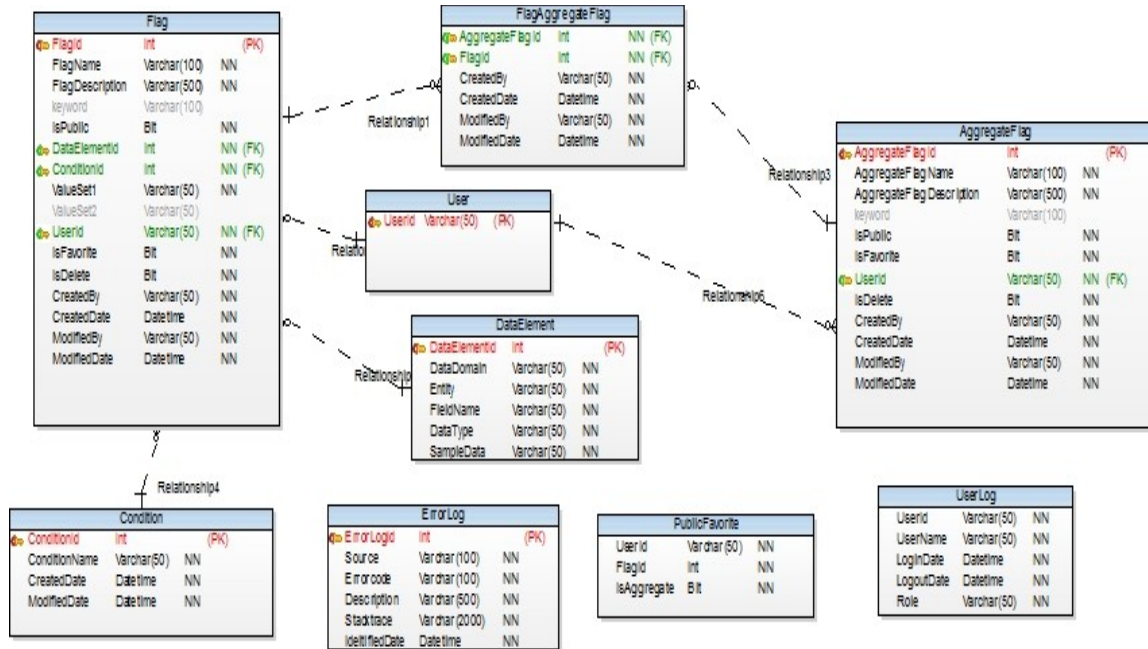 Flag
FlagId Int (PK)
FlagName Varchar(100) NN
FlagDescription Varchar(500) NN
keyword Varchar(100)
IsPublic Bit NN
DataElementId Int NN (FK)
ConditionId Int NN (FK)
ValueSet1 Varchar(50) NN
ValueSet2 Varchar(50)
UserId Varchar(50) NN (FK)
IsFavorite Bit NN
IsDelete Bit NN
CreatedBy Varchar(50) NN
CreatedDate Datetime NN
ModifiedBy Varchar(50) NN
ModifiedDate Datetime NN
FlagAggregateFlag
AggregateFlagId Int NN (FK)
FlagId Int NN (FK)
CreatedBy Varchar(50) NN
CreatedDate Datetime NN
ModifiedBy Varchar(50) NN
ModifiedDate Datetime NN
Relationship1
Relationship3
AggregateFlag
AggregateFlagId Int (PK)
AggregateFlagName Varchar(100) NN
AggregateFlagDescription Varchar(500) NN
keyword Varchar(100)
IsPublic Bit NN
IsFavorite Bit NN
UserId Varchar(50) NN (FK)
IsDelete Bit NN
CreatedBy Varchar(50) NN
CreatedDate Datetime NN
ModifiedBy Varchar(50) NN
ModifiedDate Datetime NN
User
UserId Varchar(50) (PK)
Relation
Relationship6
DataElement
DataElementId Int (PK)
DataDomain Varchar(50) NN
Entity Varchar(50) NN
FieldName Varchar(50) NN
DataType Varchar(50) NN
SampleData Varchar(50) NN
Relationship
Relationship4
Condition
ConditionId Int (PK)
ConditionName Varchar(50) NN
CreatedDate Datetime NN
ModifiedDate Datetime NN
ErrorLog
ErrorLogId Int (PK)
Source Varchar(100) NN
Errorcode Varchar(100) NN
Description Varchar(500) NN
Stacktrace Varchar(2000) NN
IdeitifiedDate Datetime NN
PublicFavorite
UserId Varchar(50) NN
FlagId Int NN
IsAggregate Bit NN
UserLog
UserId Varchar(50) NN
UserName Varchar(50) NN
LogInDate Datetime NN
LogoutDate Datetime NN
Role Varchar(50) NN